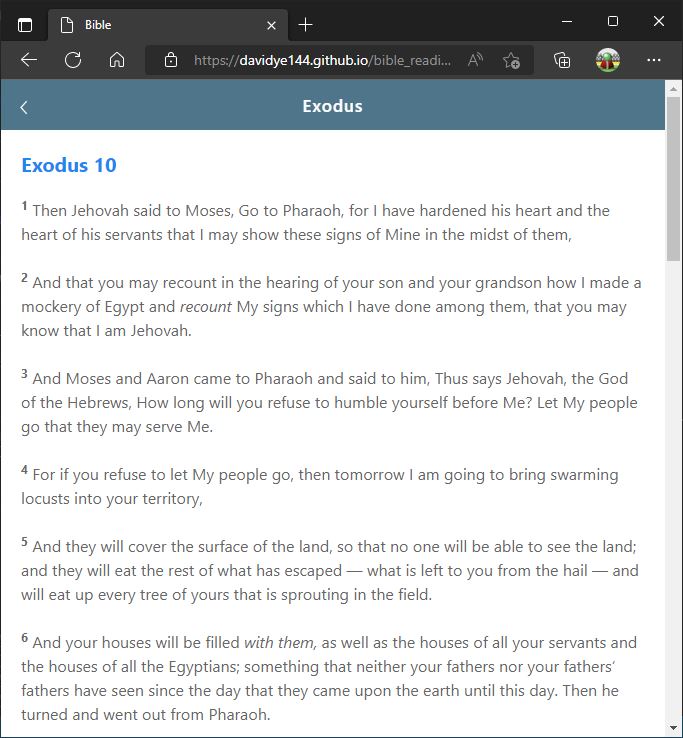 Bible
https://davidye144.github.io/bible_readi...
Exodus
Exodus 10
1 Then Jehovah said to Moses, Go to Pharaoh, for I have hardened his heart and the
heart of his servants that I may show these signs of Mine in the midst of them,
2 And that you may recount in the hearing of your son and your grandson how I made a
mockery of Egypt and recount My signs which I have done among them, that you may
know that I am Jehovah.
3 And Moses and Aaron came to Pharaoh and said to him, Thus says Jehovah, the God
of the Hebrews, How long will you refuse to humble yourself before Me? Let My people
go that they may serve Me.
4 For if you refuse to let My people go, then tomorrow I am going to bring swarming
locusts into your territory,
5 And they will cover the surface of the land, so that no one will be able to see the land;
and they will eat the rest of what has escaped — what is left to you from the hail — and
will eat up every tree of yours that is sprouting in the field.
6 And your houses will be filled with them, as well as the houses of all your servants and
the houses of all the Egyptians; something that neither your fathers nor your fathers’
fathers have seen since the day that they came upon the earth until this day. Then he
turned and went out from Pharaoh.